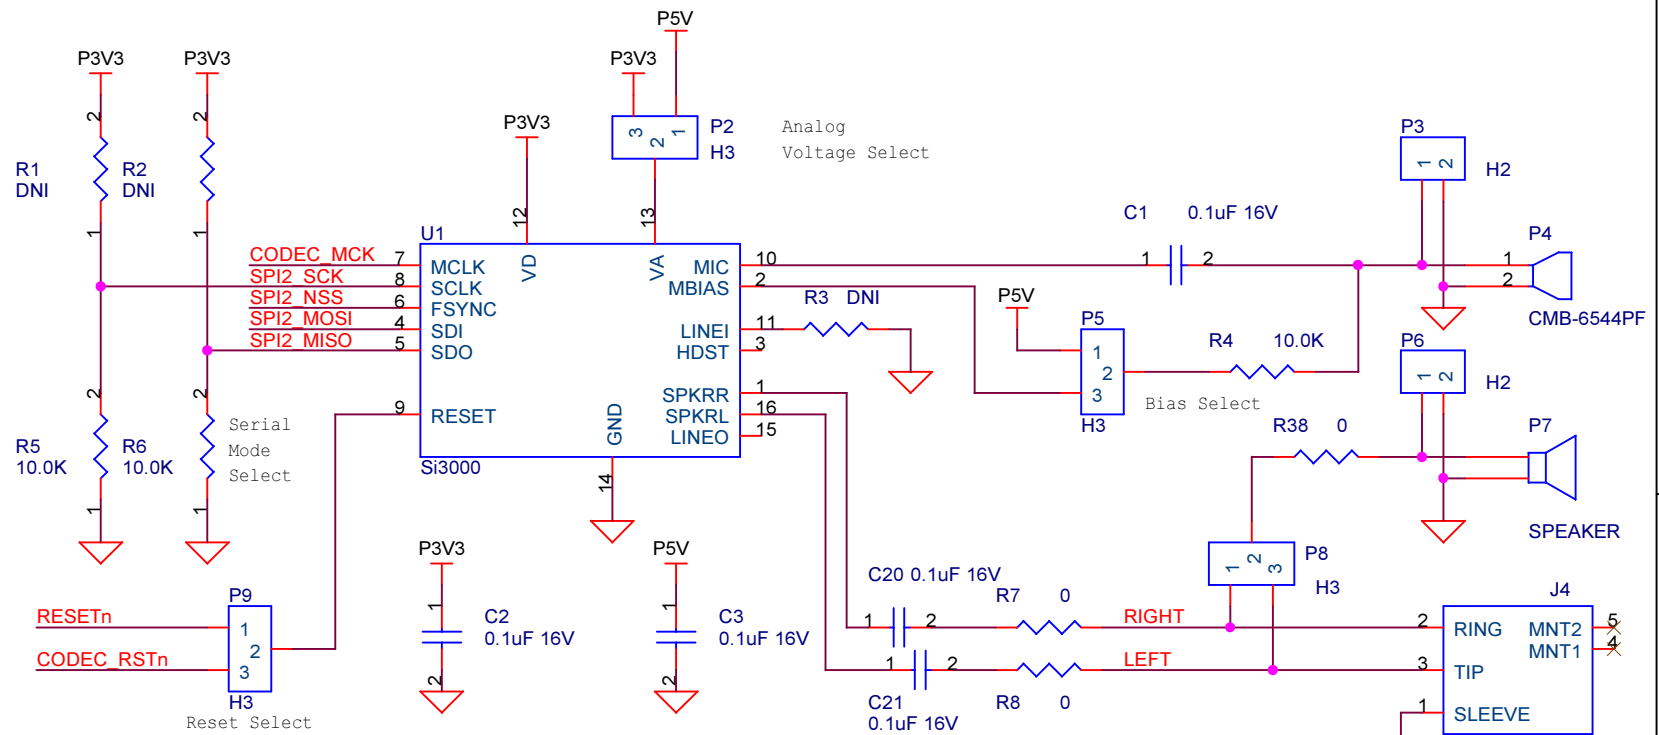 P5V
P3V3
P3V3
P3V3
P3V3
2
2
3
2
1
P2
H3
Analog
Voltage Select
P3
1
2
H2
R1
DNI
R2
DNI
12
13
C1
0.1uF 16V
1
1
U1
VD
VA
P4
CODEC_MCK
7
MCLK
MIC
10
1
2
1
SPI2_SCK
8
SCLK
MBIAS
2
2
SPI2_NSS
6
FSYNC
P5V
R3
DNI
CMB-6544PF
SPI2_MOSI
4
SDI
LINEI
11
P5
SPI2_MISO
5
SDO
HDST
3
1
2
3
H3
R4
10.0K
P6
1
2
H2
2
2
SPKRR
1
Bias Select
9
RESET
SPKRL
16
LINEO
15
GND
14
Si3000
Serial
Mode
Select
R5
10.0K
R6
10.0K
R38
0
P7
SPEAKER
1
1
P3V3
P5V
P8
1
2
3
H3
C20 0.1uF 16V
R7
0
J4
P9
RESETn
1
2
CODEC_RSTn
3
H3
Reset Select
1
C2
0.1uF 16V
2
1
C3
0.1uF 16V
2
1
2
RIGHT
2
RING
MNT2
5
MNT1
4
1
2
LEFT
3
TIP
C21
0.1uF 16V
R8
0
1
SLEEVE